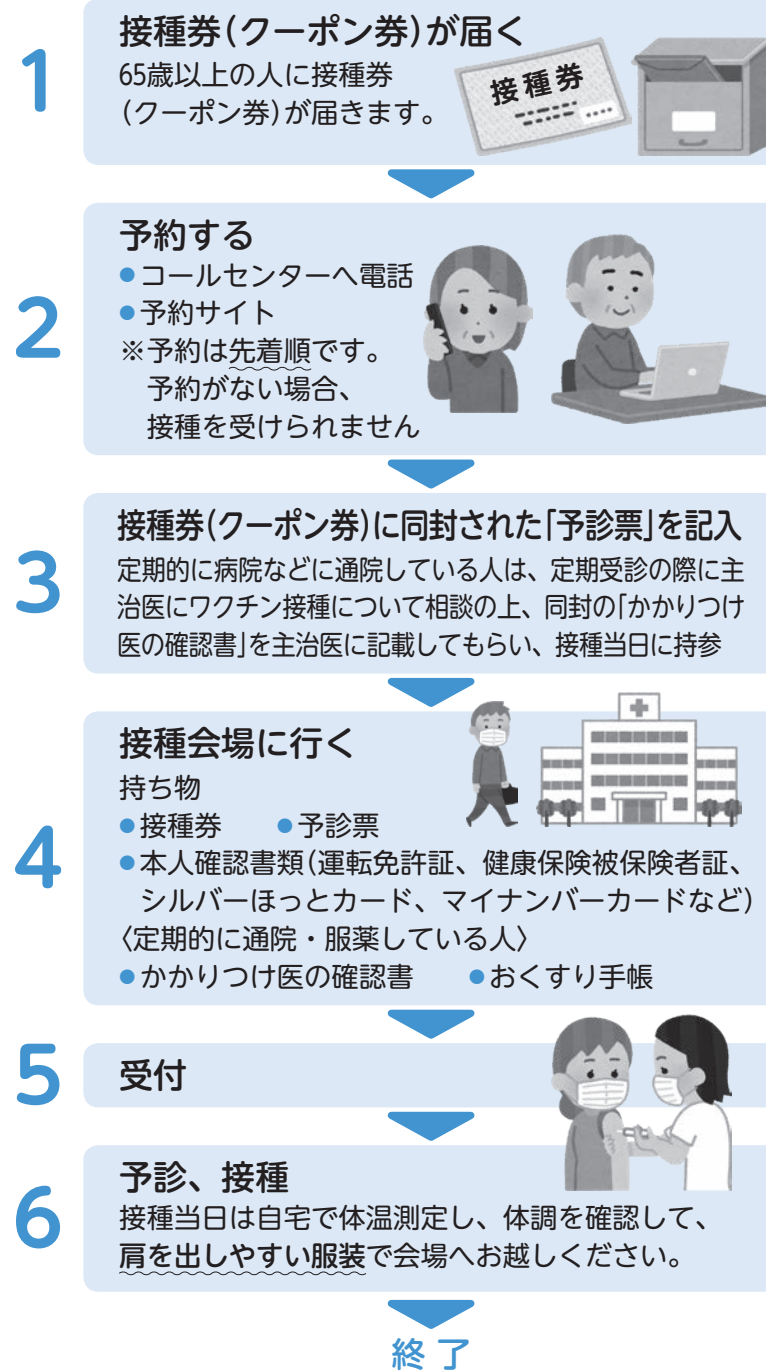 1
接種券(クーポン券)が届く
65歳以上の人に接種券
(クーポン券)が届きます。
接種券
2
予約する
●コールセンターへ電話
●予約サイト
※予約は先着順です。
予約がない場合、
接種を受けられません
3
接種券(クーポン券)に同封された「予診票」を記入
定期的に病院などに通院している人は、定期受診の際に主
治医にワクチン接種について相談の上、同封の「かかりつけ
医の確認書」を主治医に記載してもらい、接種当日に持参
4
接種会場に行く
持ち物
●接種券 ●予診票
●本人確認書類(運転免許証、健康保険被保険者証、
シルバーほっとカード、マイナンバーカードなど)
〈定期的に通院・服薬している人〉
●かかりつけ医の確認書 ●おくすり手帳
5
受付
6
予診、接種
接種当日は自宅で体温測定し、体調を確認して、
肩を出しやすい服装で会場へお越しください。
終了